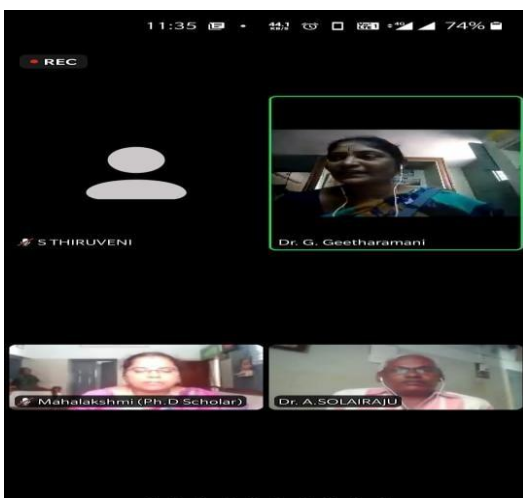 11:35 74%
REC
S THIRUVENI
Dr. G. Geetharamani
Mahalakshmi (Ph.D Scholar)
Dr. A.SOLAIRAJU